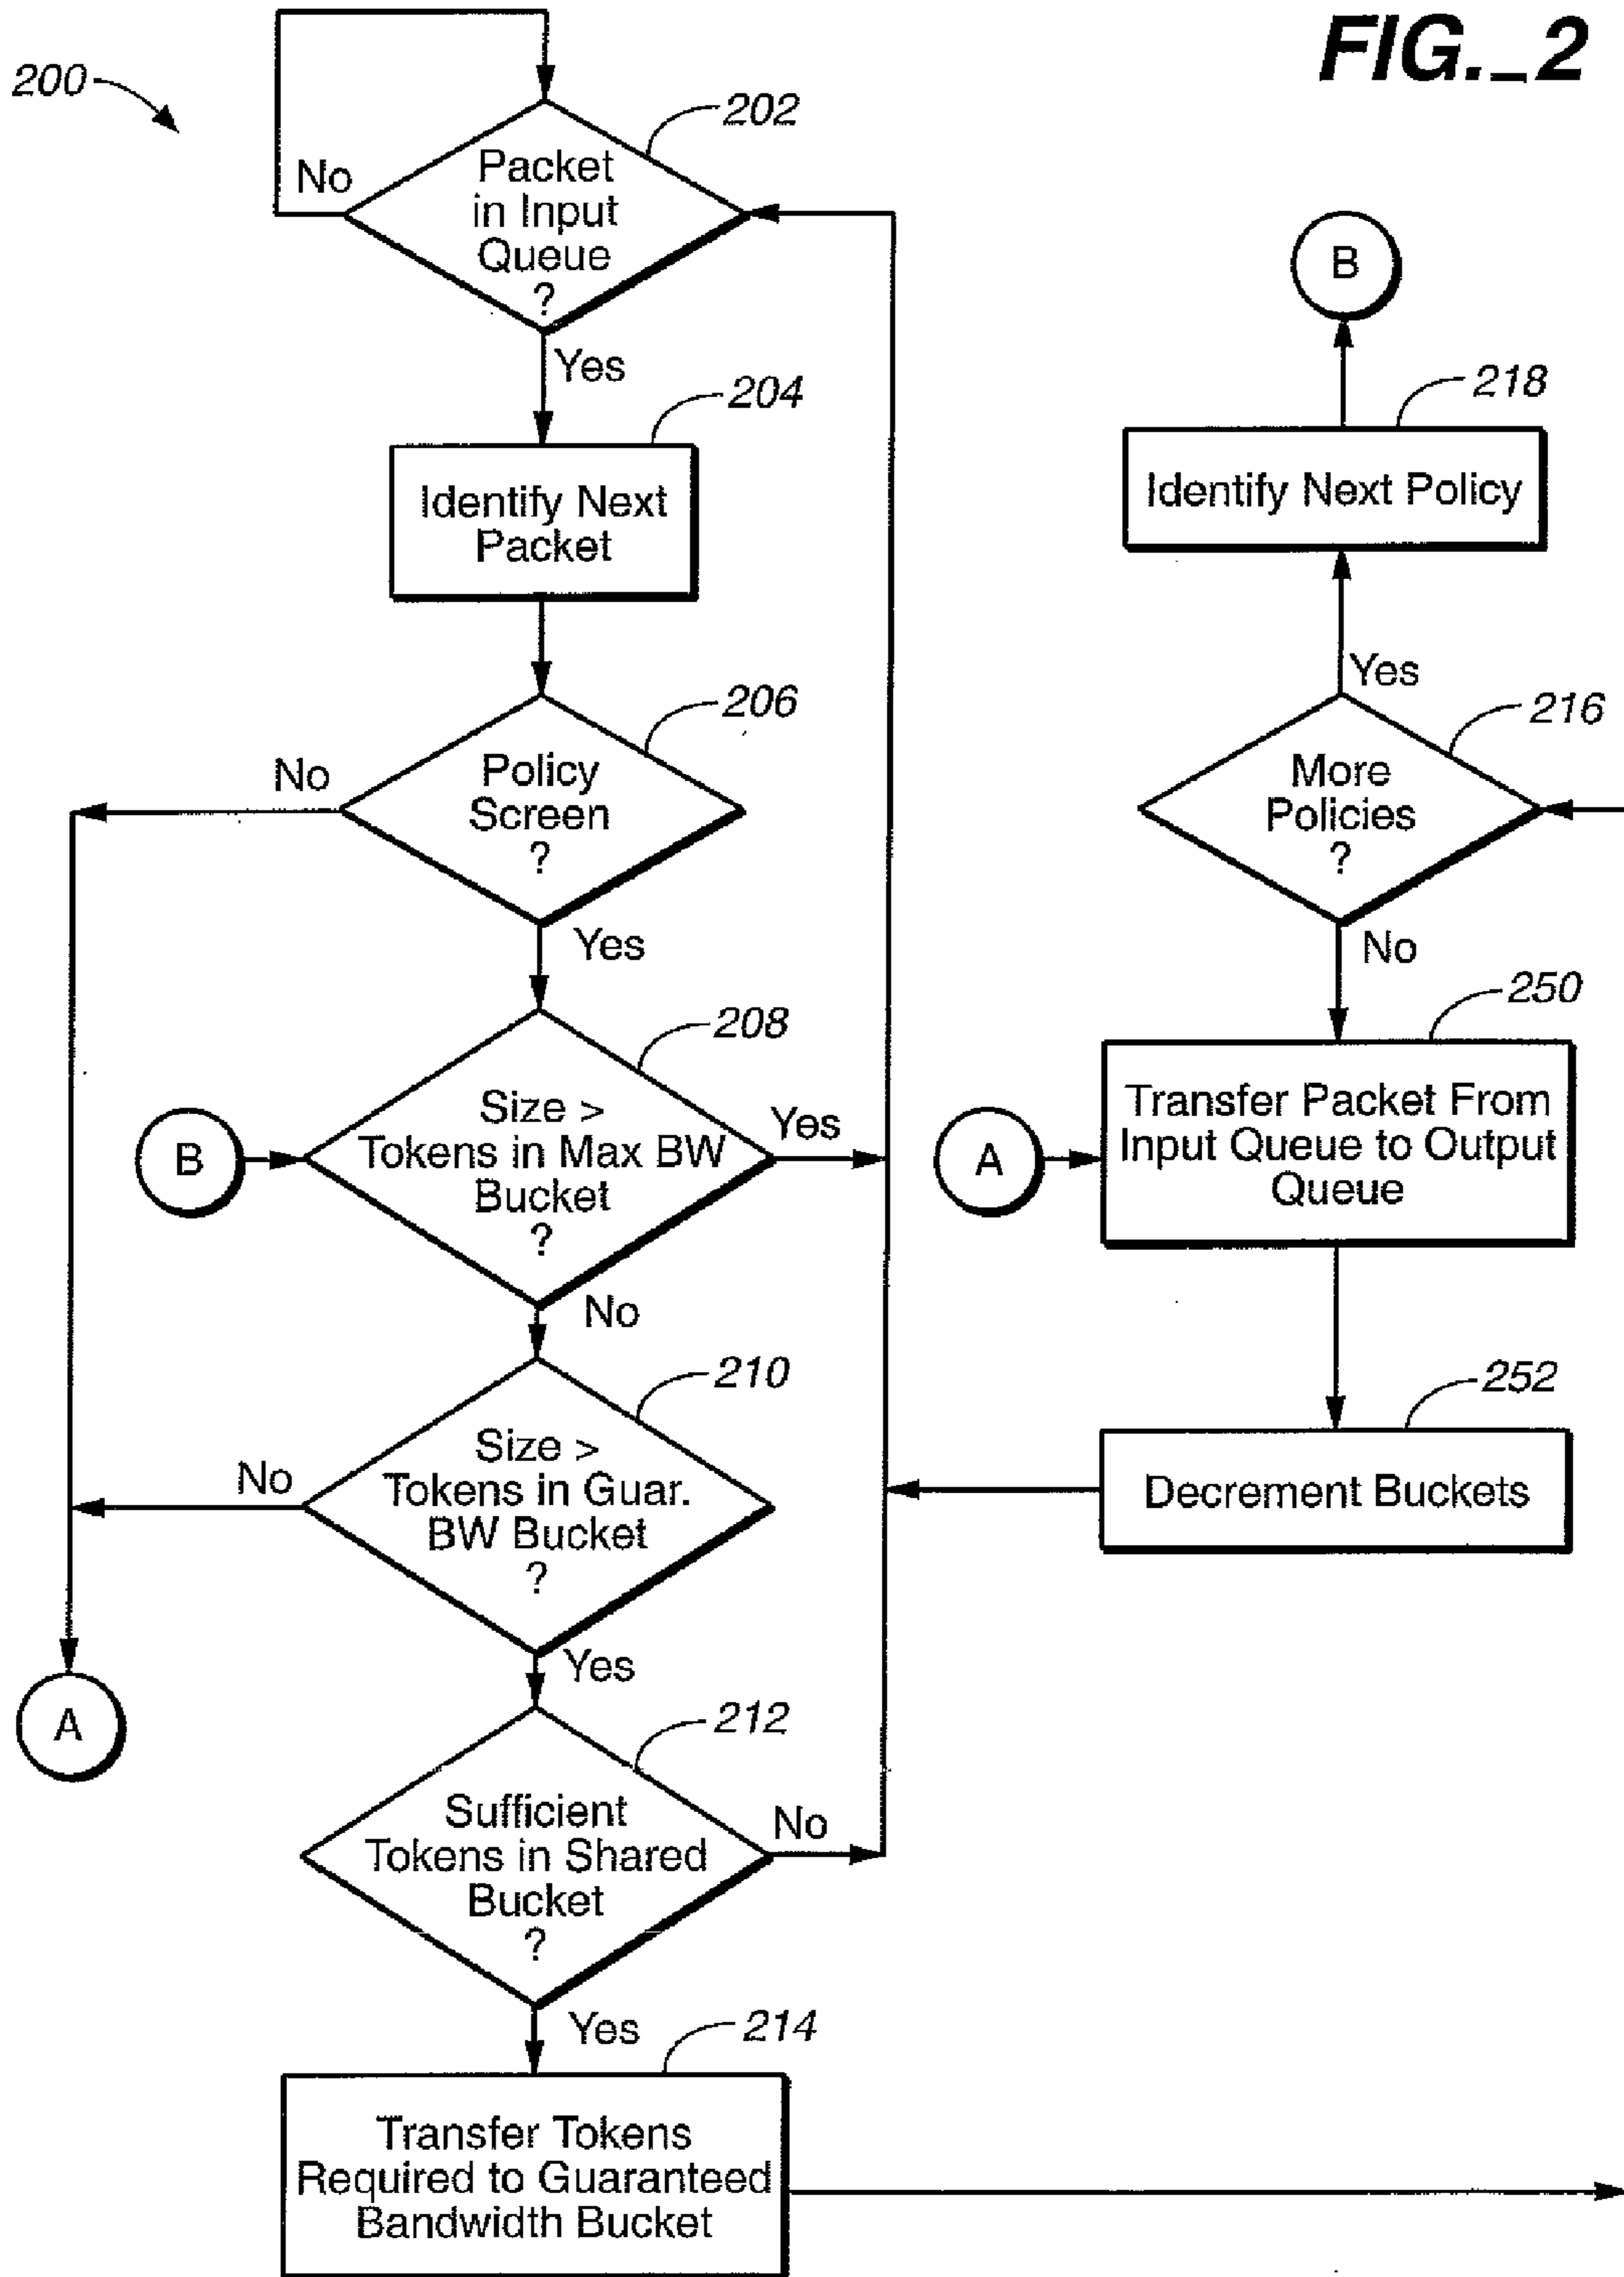 FIG._2
200
202
Packet
in Input
Queue
?
No
Yes
204
Identify Next
Packet
206
Policy
Screen
?
No
Yes
208
B
Size >
Tokens in Max BW
Bucket
?
Yes
No
210
Size >
Tokens in Guar.
BW Bucket
?
No
Yes
A
212
Sufficient
Tokens in Shared
Bucket
?
No
Yes
214
Transfer Tokens
Required to Guaranteed
Bandwidth Bucket
B
218
Identify Next Policy
Yes
216
More
Policies
?
No
250
A
Transfer Packet From
Input Queue to Output
Queue
252
Decrement Buckets